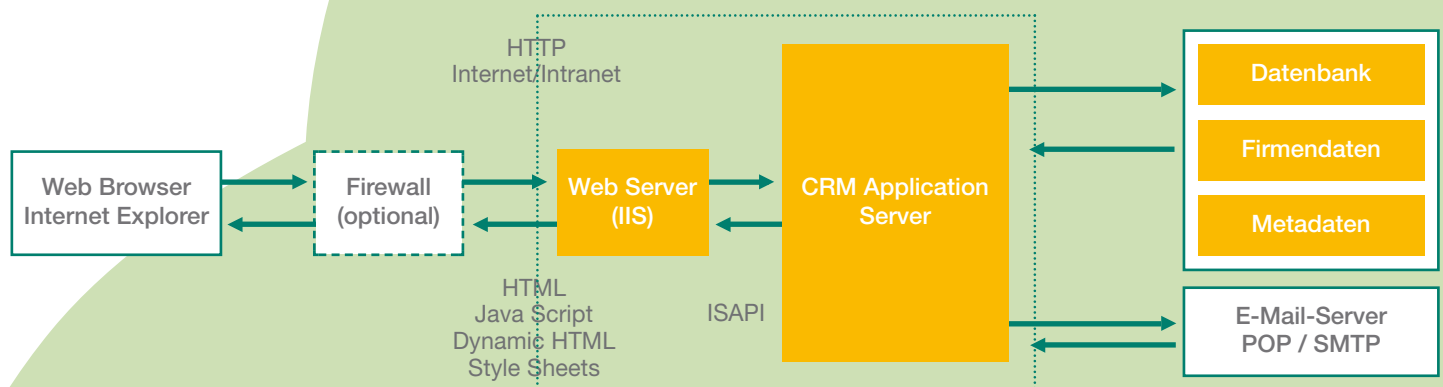 HTTP
Internet/Intranet
Web Browser
Internet Explorer
Firewall
(optional)
Web Server
(IIS)
CRM Application
Server
Datenbank
Firmendaten
Metadaten
HTML
Java Script
Dynamic HTML
Style Sheets
ISAPI
E-Mail-Server
POP / SMTP